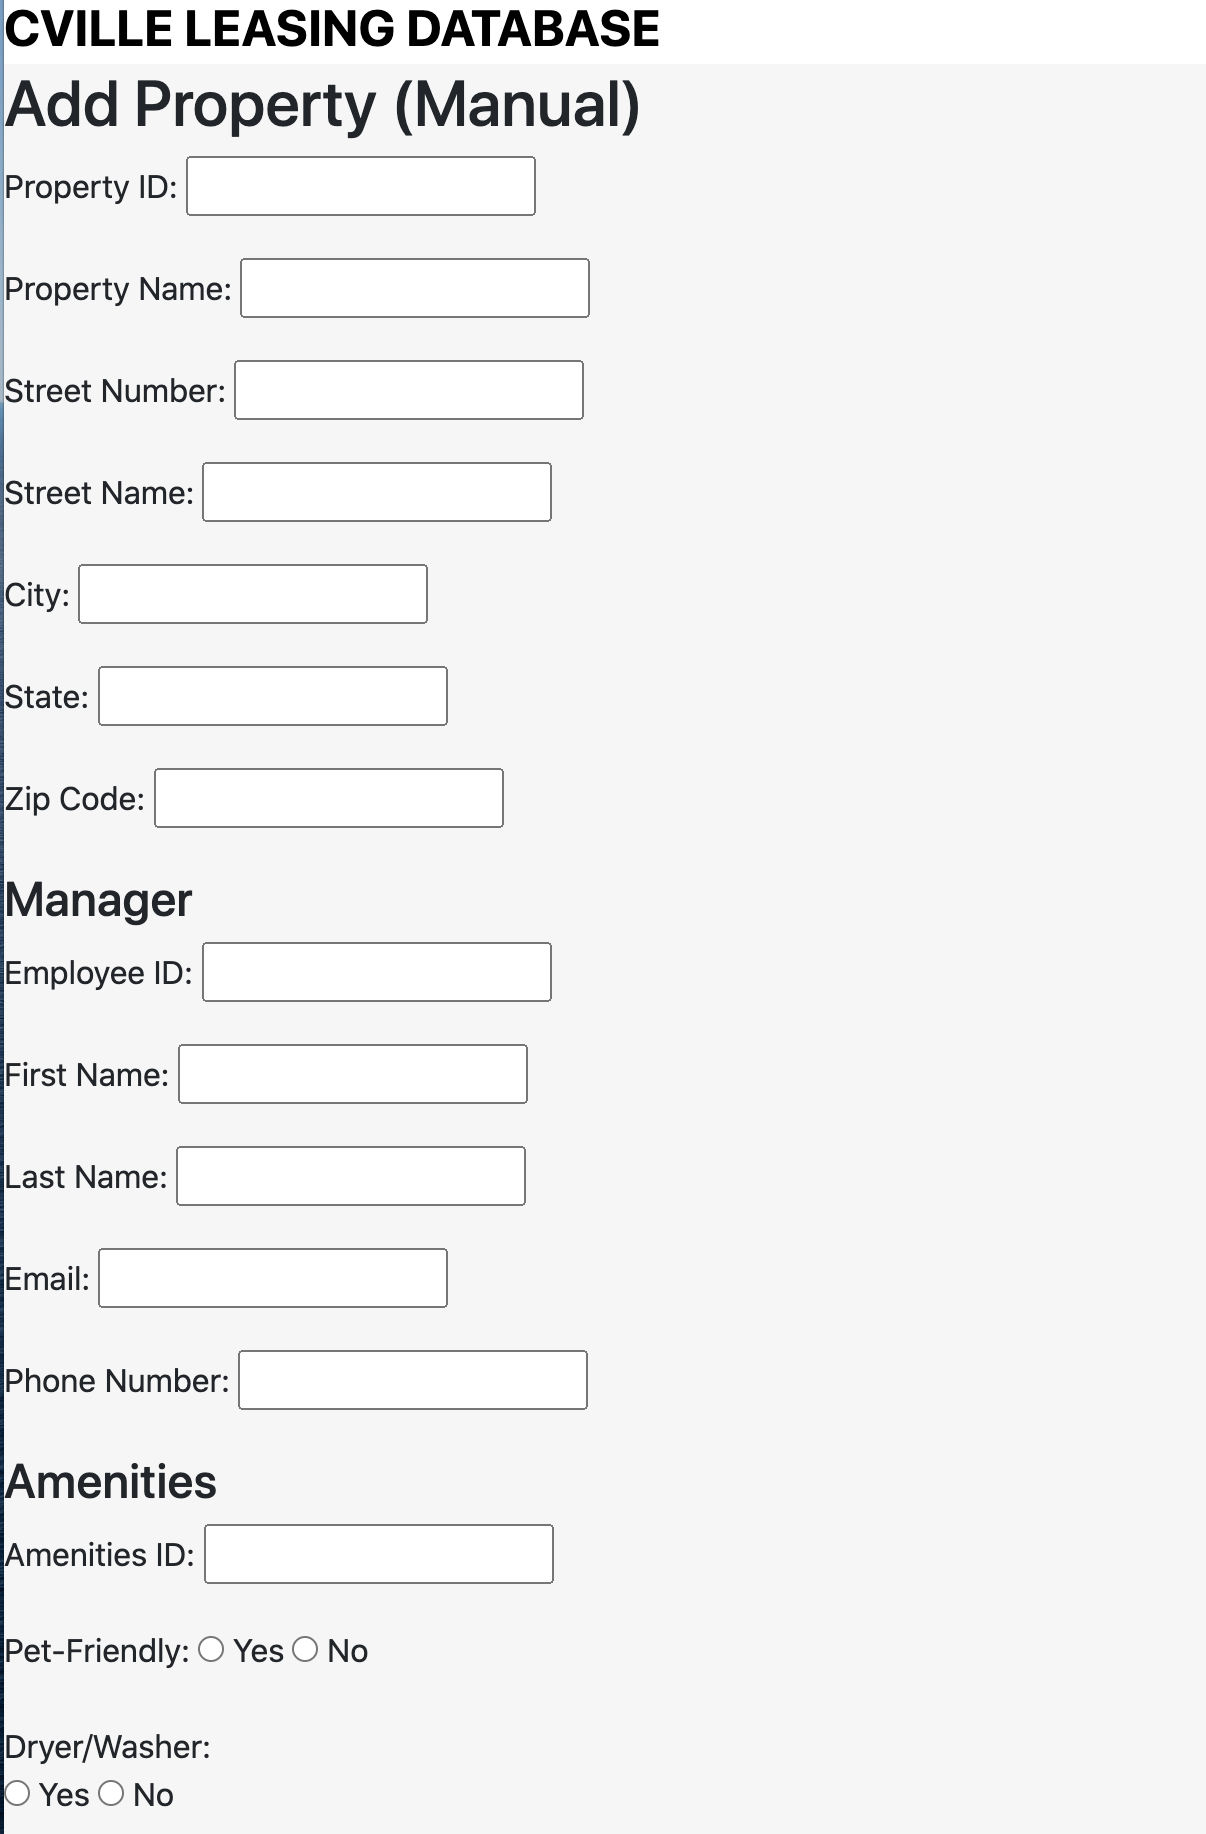 CVILLE LEASING DATABASE
Add Property (Manual)
Property ID:
Property Name:
Street Number:
Street Name:
City:
State:
Zip Code:
Manager
Employee ID:
First Name:
Last Name:
Email:
Phone Number:
Amenities
Amenities ID:
Pet-Friendly: Yes No
Dryer/Washer:
Yes No